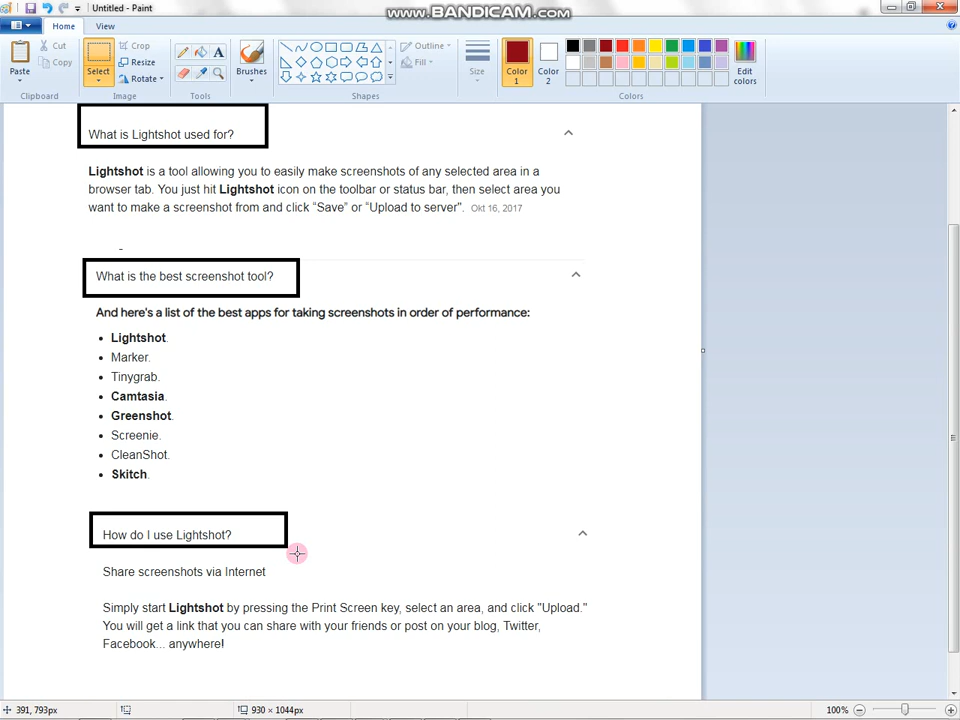 Untitled - Paint
www.BANDICAM.com
Home
View
Paste
Cut
Copy
Clipboard
Select
Crop
Resize
Rotate
Image
A
Tools
Brushes
Outline
Fill
Shapes
Size
Color 1
Color 2
Edit colors
Colors
What is Lightshot used for?
Lightshot is a tool allowing you to easily make screenshots of any selected area in a
browser tab. You just hit Lightshot icon on the toolbar or status bar, then select area you
want to make a screenshot from and click “Save” or “Upload to server”. Okt 16, 2017
What is the best screenshot tool?
And here's a list of the best apps for taking screenshots in order of performance:
• Lightshot.
• Marker.
• Tinygrab.
• Camtasia.
• Greenshot.
• Screenie.
• CleanShot.
• Skitch.
How do I use Lightshot?
Share screenshots via Internet
Simply start Lightshot by pressing the Print Screen key, select an area, and click "Upload."
You will get a link that you can share with your friends or post on your blog, Twitter,
Facebook... anywhere!
391, 793px
930 × 1044px
100%